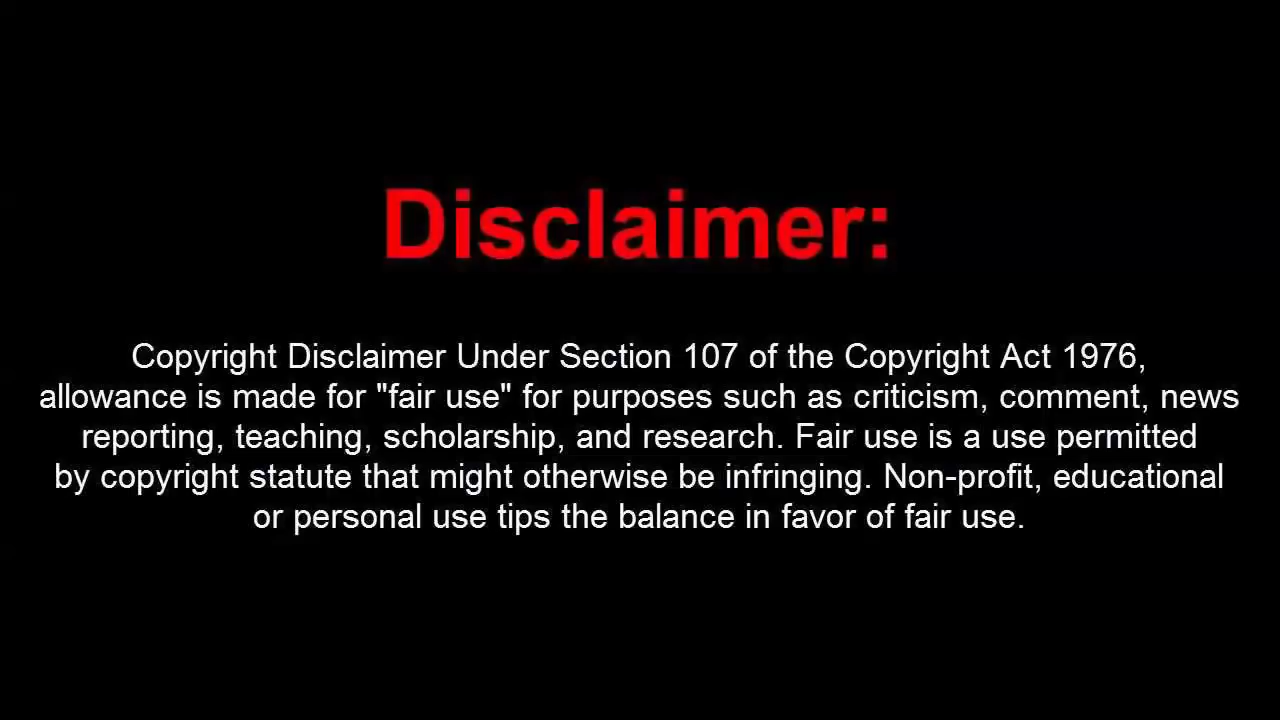 Disclaimer:
Copyright Disclaimer Under Section 107 of the Copyright Act 1976,
allowance is made for "fair use" for purposes such as criticism, comment, news
reporting, teaching, scholarship, and research. Fair use is a use permitted
by copyright statute that might otherwise be infringing. Non-profit, educational
or personal use tips the balance in favor of fair use.